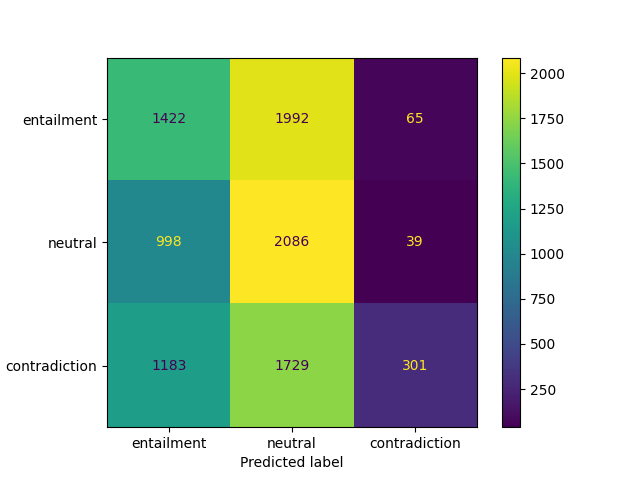 entailment 1422 1992 65
neutral 998 2086 39
contradiction 1183 1729 301
entailment neutral contradiction
Predicted label
2000
1750
1500
1250
1000
750
500
250